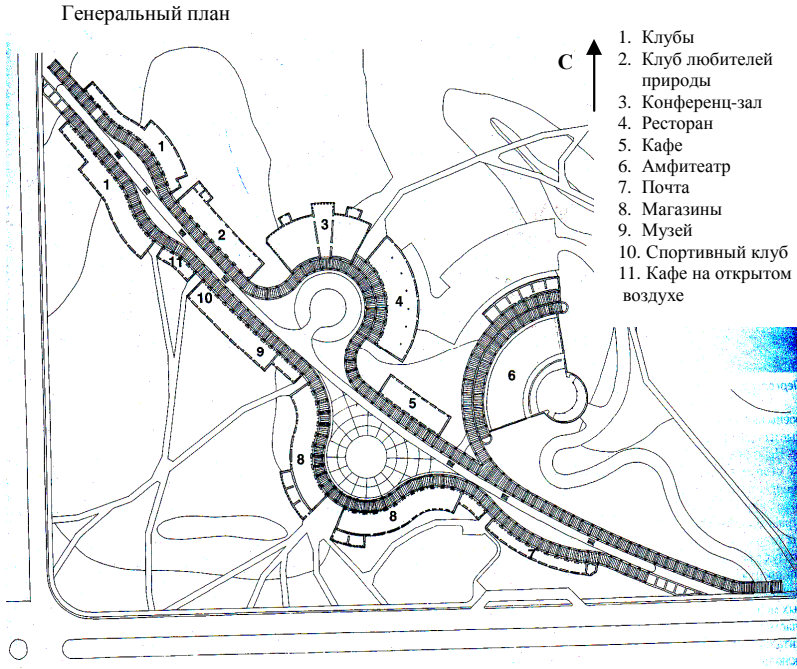 Генеральный план
С
1. Клубы
2. Клуб любителей
природы
3. Конференц-зал
4. Ресторан
5. Кафе
6. Амфитеатр
7. Почта
8. Магазины
9. Музей
10. Спортивный клуб
11. Кафе на открытом
воздухе
1
1
2
3
11
10
4
9
5
6
8
8
7